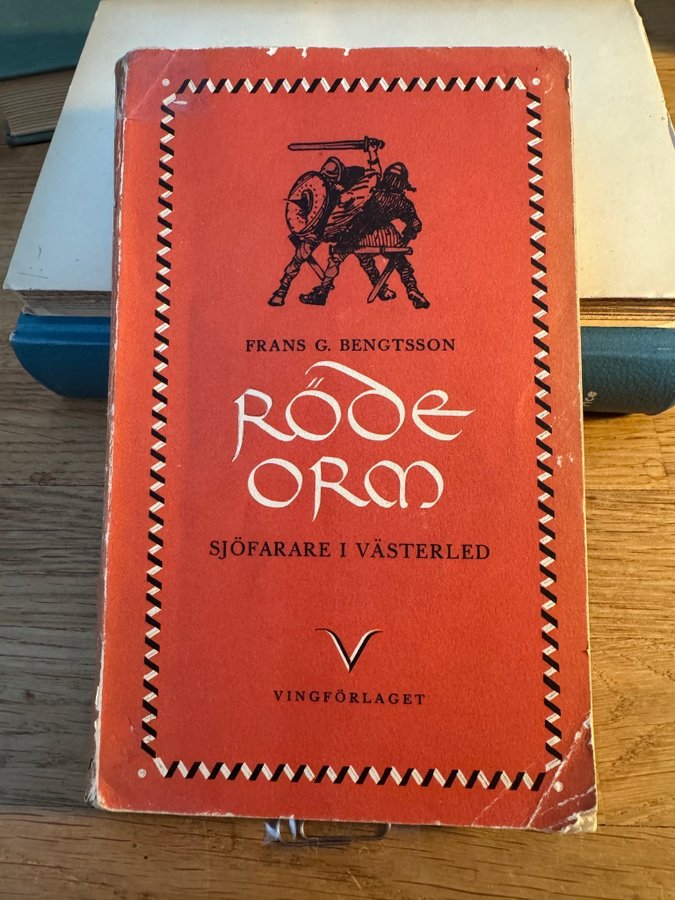 FRANS G. BENGTSSON
RÖDE
ORM
SJÖFARARE I VÄSTERLED
V
VINGFÖRLAGET